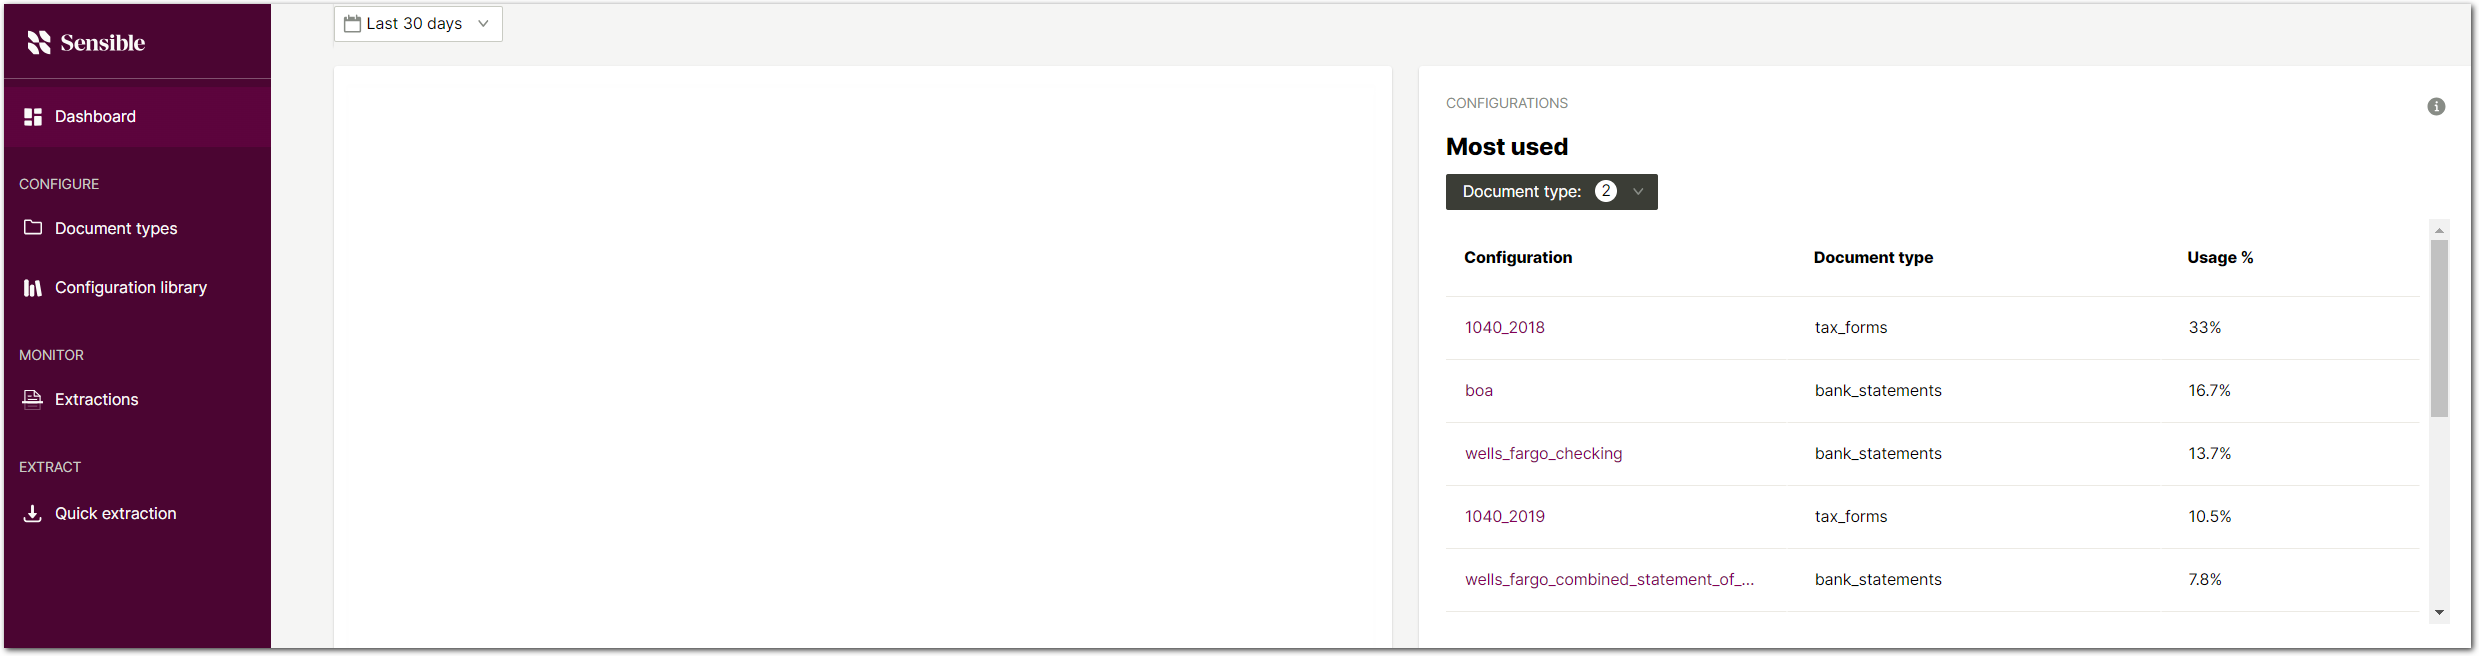 Sensible
Dashboard
CONFIGURE
Document types
Configuration library
MONITOR
Extractions
EXTRACT
Quick extraction
Last 30 days
CONFIGURATIONS
Most used
Document type: 2
Configuration Document type Usage %
1040_2018 tax_forms 33%
boa bank_statements 16.7%
wells_fargo_checking bank_statements 13.7%
1040_2019 tax_forms 10.5%
wells_fargo_combined_statement_of_... bank_statements 7.8%